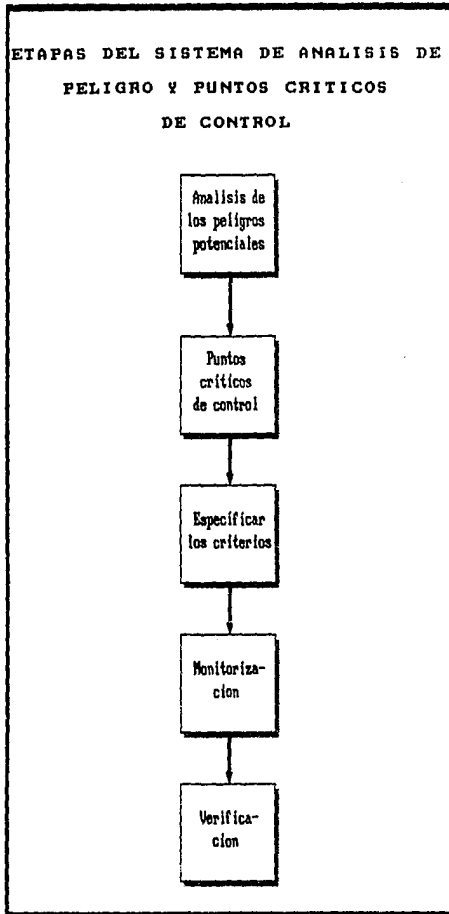 ETAPAS DEL SISTEMA DE ANALISIS DE
PELIGRO Y PUNTOS CRITICOS
DE CONTROL
Analisis de
los peligros
potenciales
Puntos
críticos
de control
Especificar
los criterios
Monitoriza-
cion
Verifica-
cion